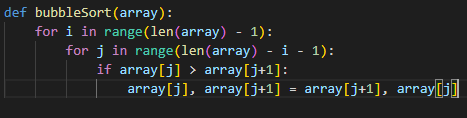 def bubbleSort(array):
    for i in range(len(array) - 1):
        for j in range(len(array) - i - 1):
            if array[j] > array[j+1]:
                array[j], array[j+1] = array[j+1], array[j]